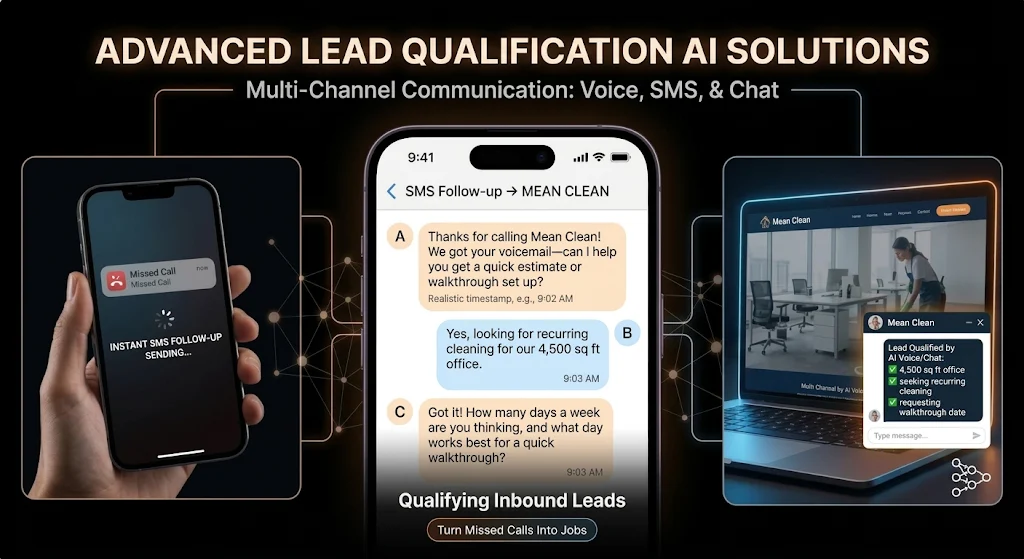 ADVANCED LEAD QUALIFICATION AI SOLUTIONS
Multi-Channel Communication: Voice, SMS, & Chat
Missed Call
now
Missed Call
INSTANT SMS FOLLOW-UP
SENDING...
9:41
SMS Follow-up → MEAN CLEAN
A
Thanks for calling Mean Clean!
We got your voicemail—can I help
you get a quick estimate or
walkthrough set up?
Realistic timestamp, e.g., 9:02 AM
Yes, looking for recurring
cleaning for our 4,500 sq ft
office.
9:03 AM
B
C
Got it! How many days a week
are you thinking, and what day
works best for a quick
walkthrough?
9:03 AM
Qualifying Inbound Leads
Turn Missed Calls Into Jobs
Mean Clean
Home
Contact
Mean Clean
Lead Qualified by
AI Voice/Chat:
✅ 4,500 sq ft office
✅ seeking recurring
cleaning
✅ requesting
walkthrough date
Type message...
by AI